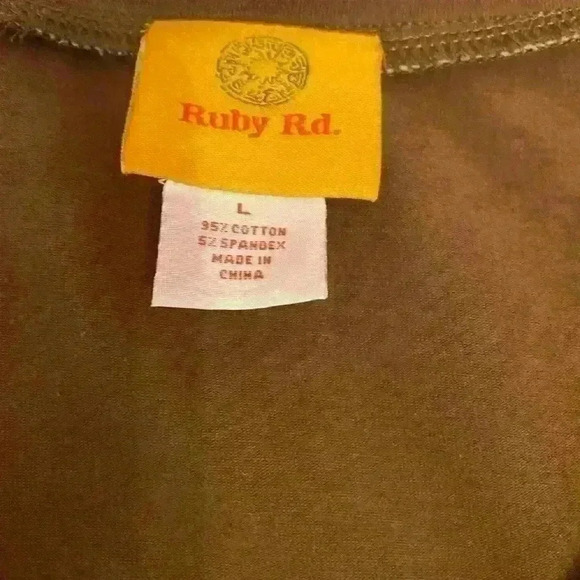 Ruby Rd.
L
95% COTTON
5% SPANDEX
MADE IN
CHINA